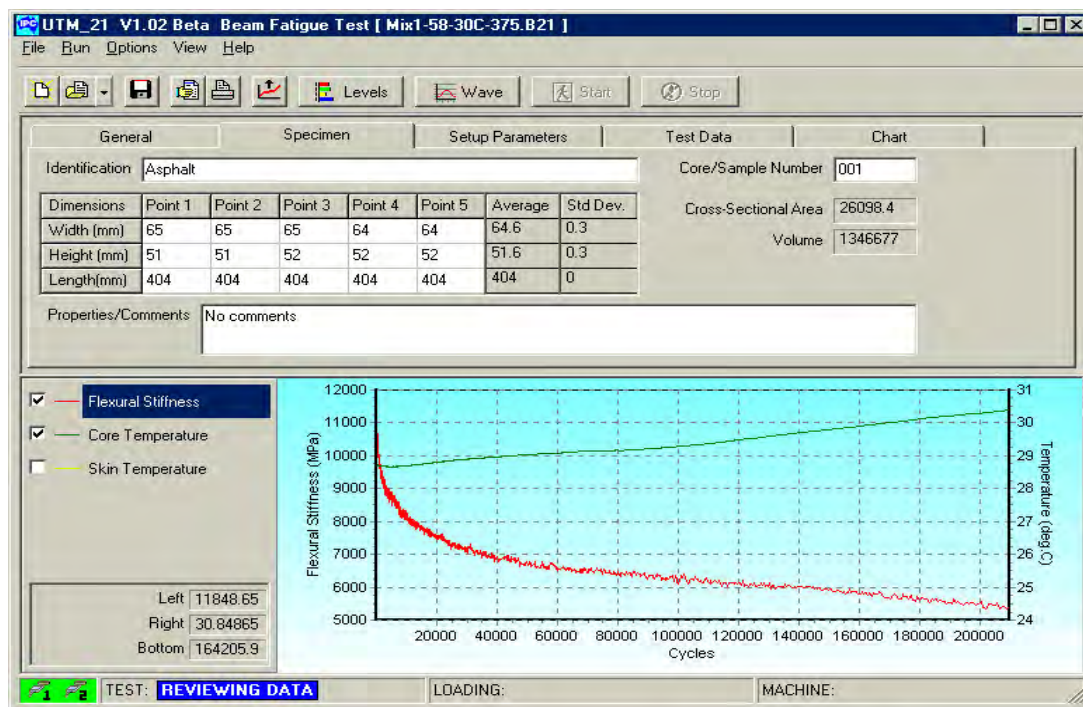 UTM_21 V1.02 Beta Beam Fatigue Test [ Mix1-58-30C-375.B21 ]
File Run Options View Help
Levels Wave Start Stop
General Specimen Setup Parameters Test Data Chart
Identification Asphalt Core/Sample Number 001
Dimensions Point 1 Point 2 Point 3 Point 4 Point 5 Average Std Dev.
Cross-Sectional Area 26098.4
Width (mm) 65 65 65 64 64 64.6 0.3
Volume 1346677
Height (mm) 51 51 52 52 52 51.6 0.3
Length(mm) 404 404 404 404 404 404 0
Properties/Comments No comments
Flexural Stiffness
Core Temperature
Skin Temperature
Left 11848.65
Right 30.84865
Bottom 164205.9
Flexural Stiffness (MPa)
12000
11000
10000
9000
8000
7000
6000
5000
31
30
29
28
27
26
25
24
Temperature (deg.C)
20000 40000 60000 80000 100000 120000 140000 160000 180000 200000
Cycles
1 2 TEST: REVIEWING DATA LOADING: MACHINE: